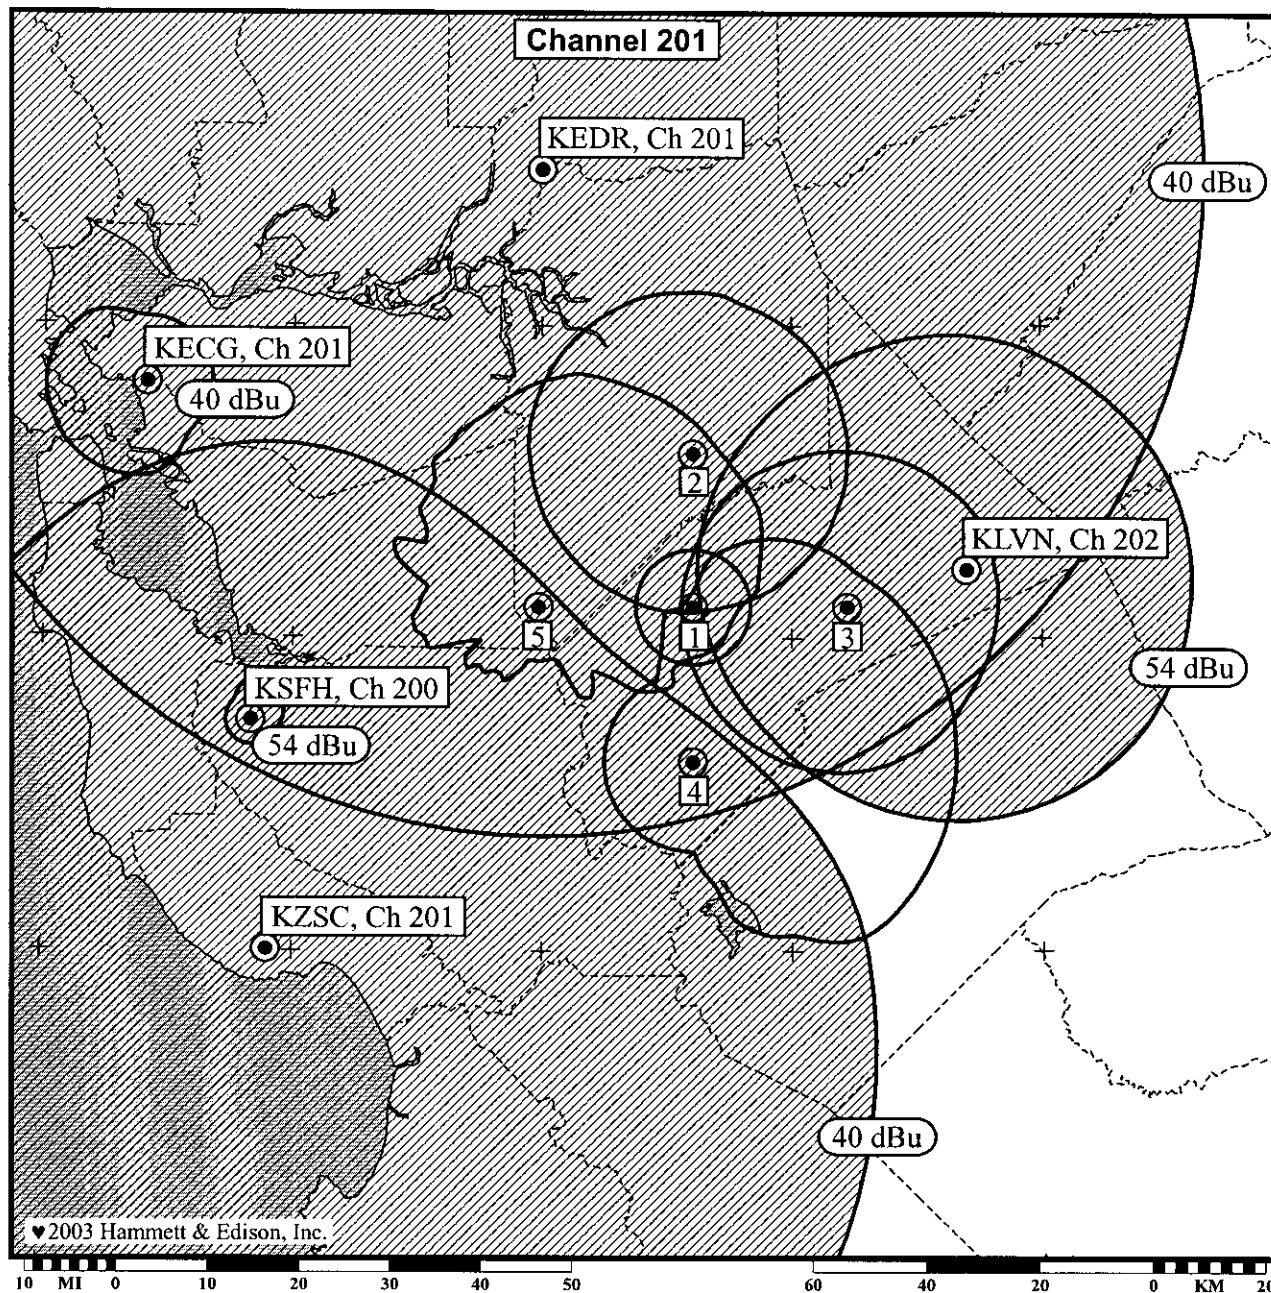 Channel 201
KEDR, Ch 201
40 dBu
KECG, Ch 201
40 dBu
2
KLVN, Ch 202
5
1
3
54 dBu
KSFH, Ch 200
54 dBu
4
KZSC, Ch 201
40 dBu
♥2003 Hammett & Edison, Inc.
10 MI 0 10 20 30 40 50 60 40 20 0 KM 20